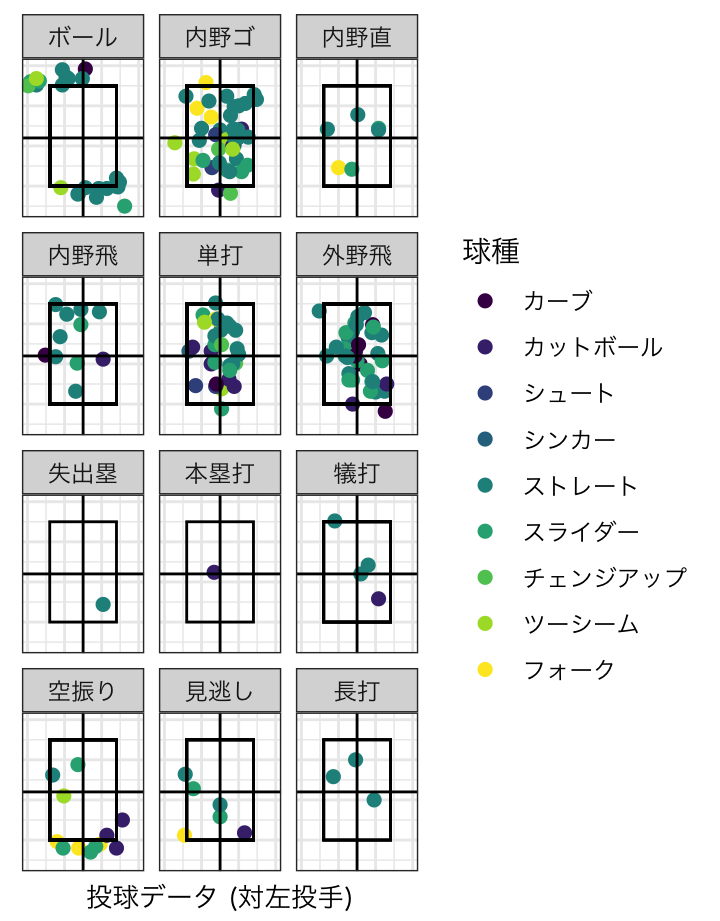 ボール
内野ゴ
内野直
内野飛
単打
外野飛
失出塁
本塁打
犠打
空振り
見逃し
長打
球種
カーブ
カットボール
シュート
シンカー
ストレート
スライダー
チェンジアップ
ツーシーム
フォーク
投球データ (対左投手)